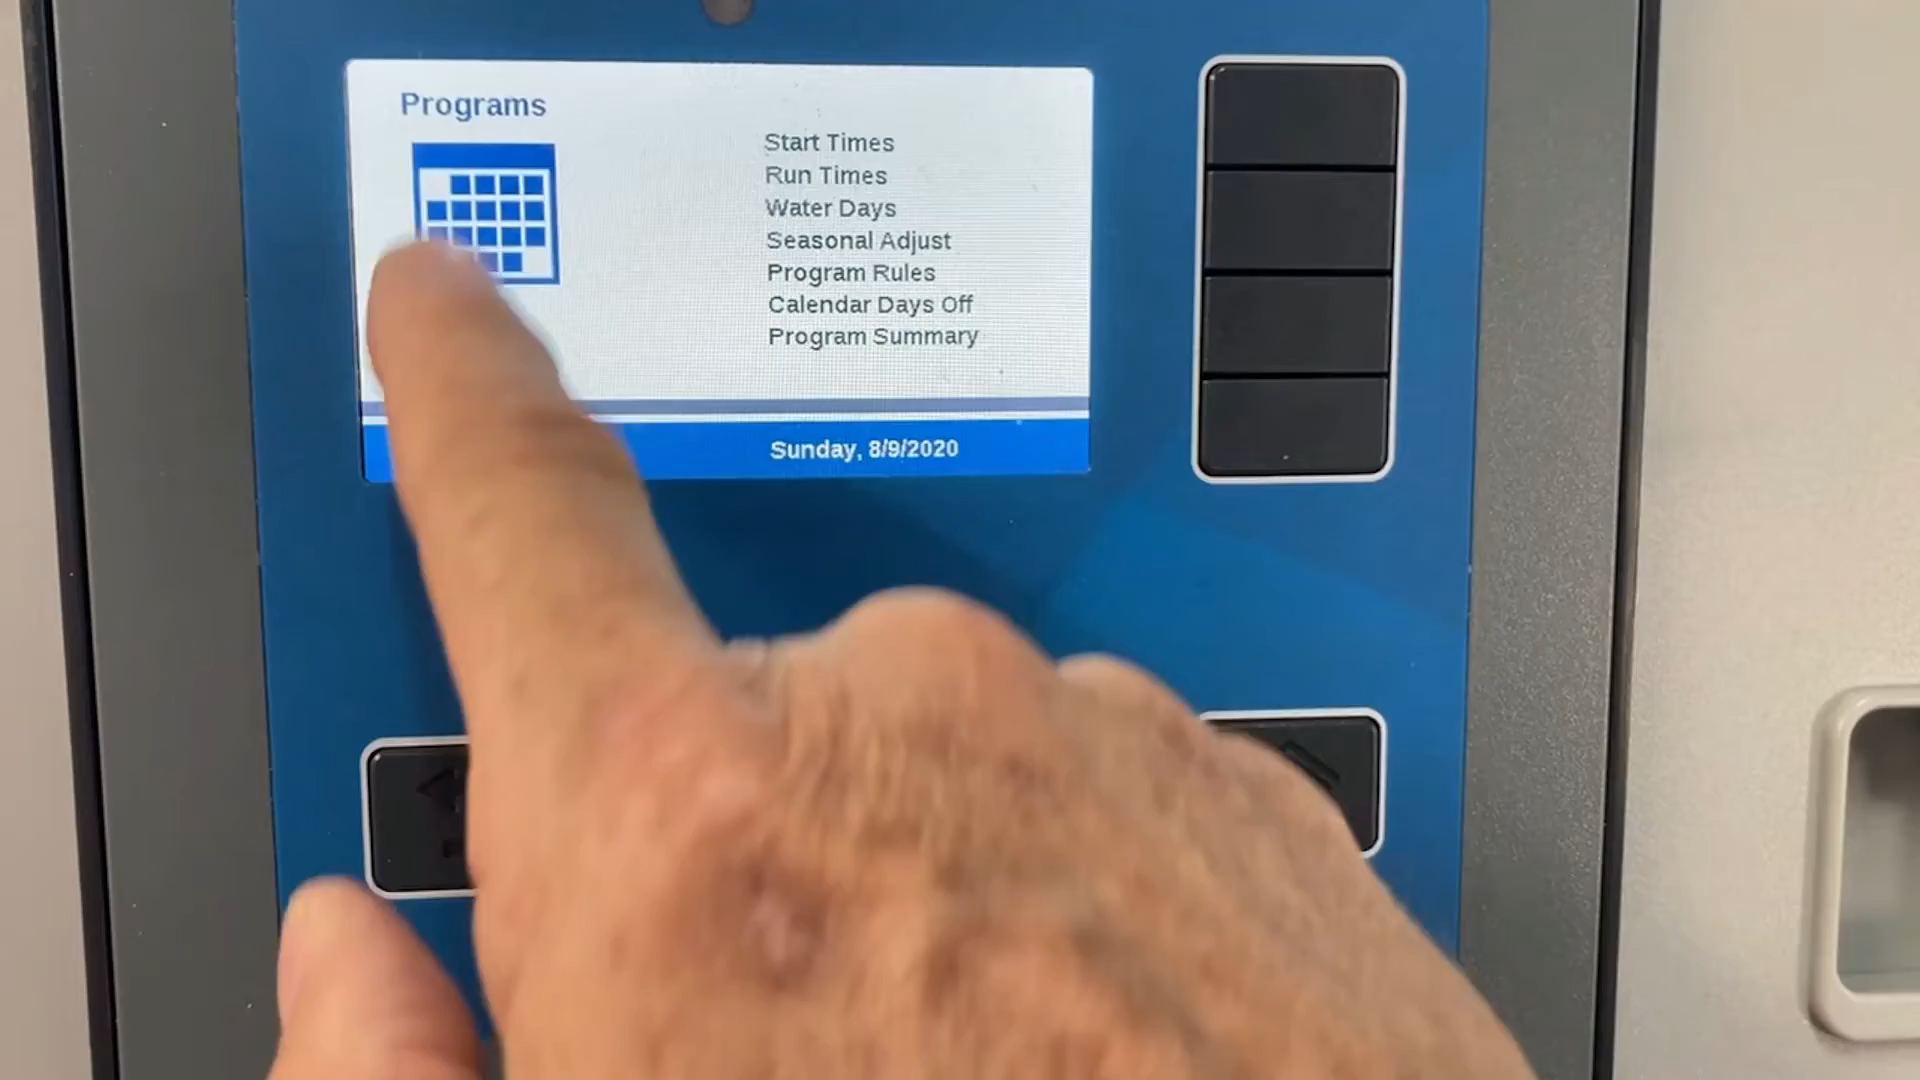 Programs
Start Times
Run Times
Water Days
Seasonal Adjust
Program Rules
Calendar Days Off
Program Summary
Sunday, 8/9/2020